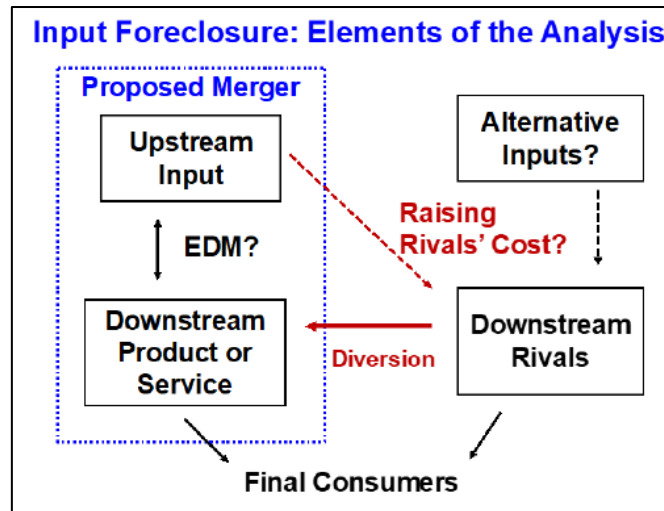 Input Foreclosure: Elements of the Analysis
Proposed Merger
Upstream
Input
Alternative
Inputs?
EDM?
Raising
Rivals' Cost?
Downstream
Product or
Service
Diversion
Downstream
Rivals
Final Consumers